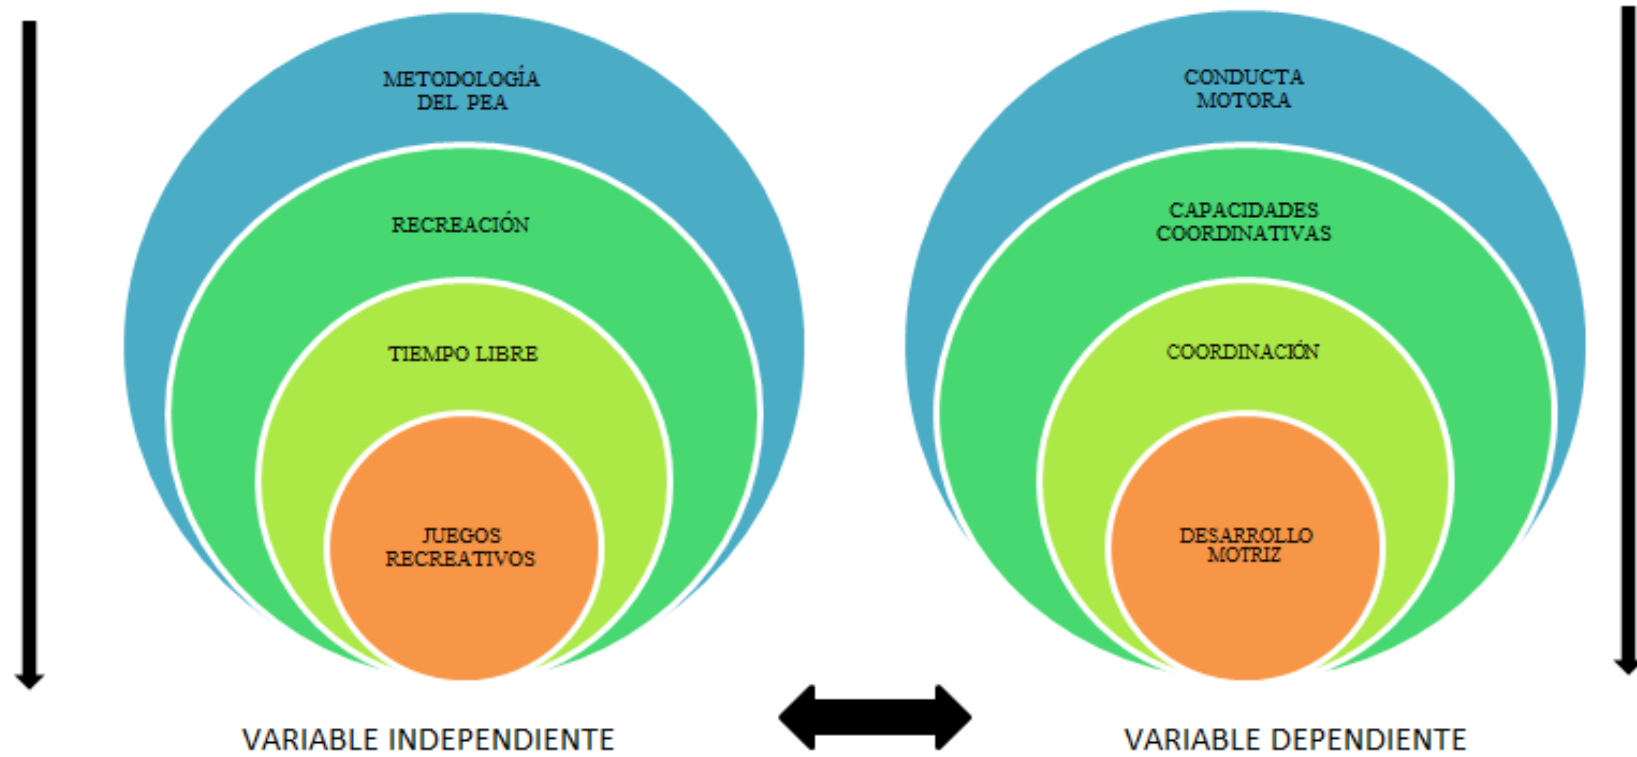 METODOLOGÍA
DEL PEA
RECREACIÓN
TIEMPO LIBRE
JUEGOS
RECREATIVOS
VARIABLE INDEPENDIENTE
CONDUCTA
MOTORA
CAPACIDADES
COORDINATIVAS
COORDINACIÓN
DESARROLLO
MOTRIZ
VARIABLE DEPENDIENTE